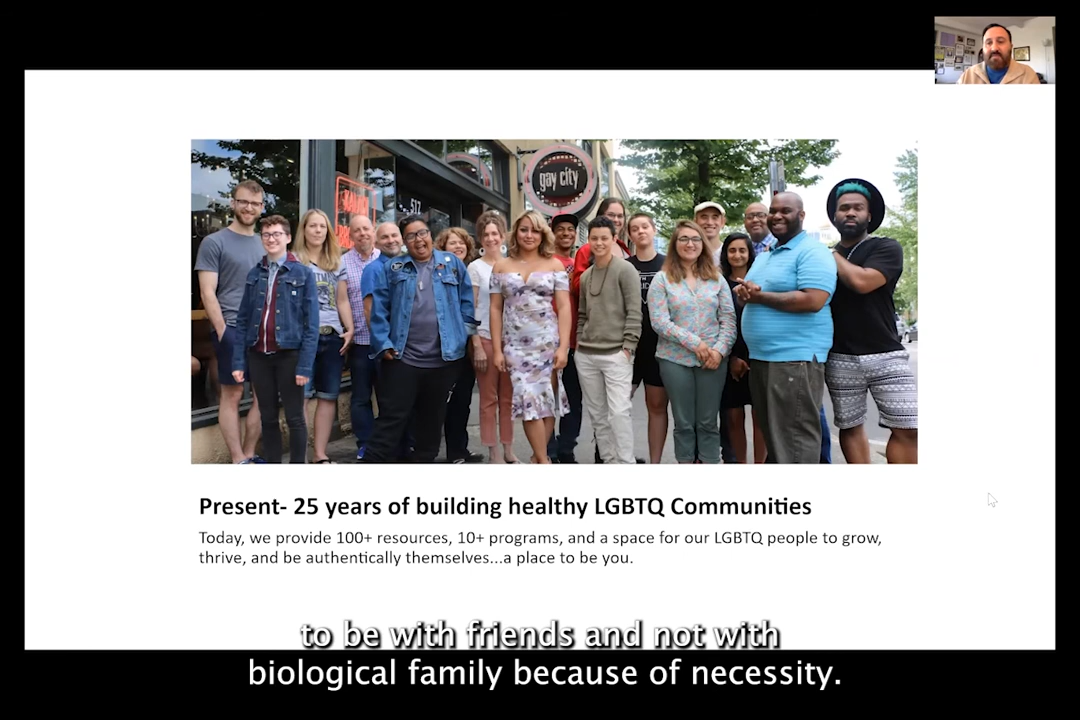 gay city
517
Present- 25 years of building healthy LGBTQ Communities
Today, we provide 100+ resources, 10+ programs, and a space for our LGBTQ people to grow,
thrive, and be authentically themselves...a place to be you.
to be with friends and not with
biological family because of necessity.